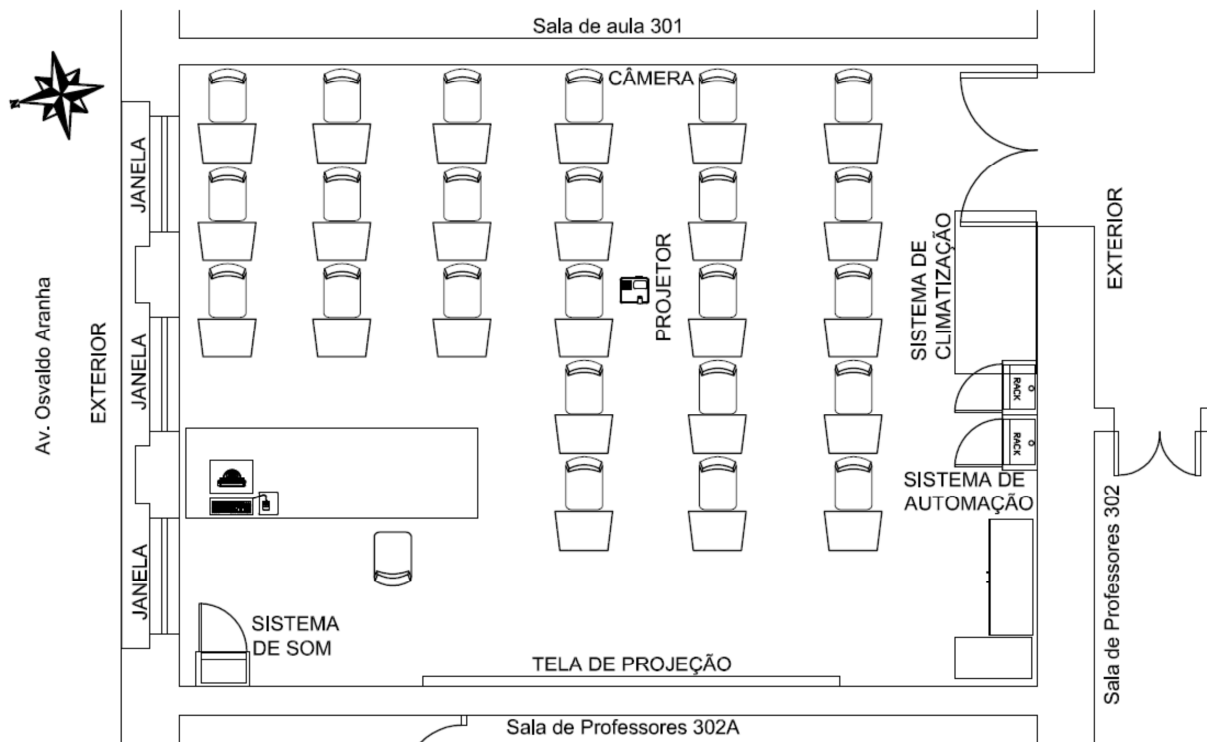 Sala de aula 301
CÂMERA
JANELA
PROJETOR
SISTEMA DE
CLIMATIZAÇÃO
EXTERIOR
Av. Osvaldo Aranha
EXTERIOR
JANELA
RACK
RACK
SISTEMA DE
AUTOMAÇÃO
JANELA
SISTEMA
DE SOM
TELA DE PROJEÇÃO
Sala de Professores 302
Sala de Professores 302A